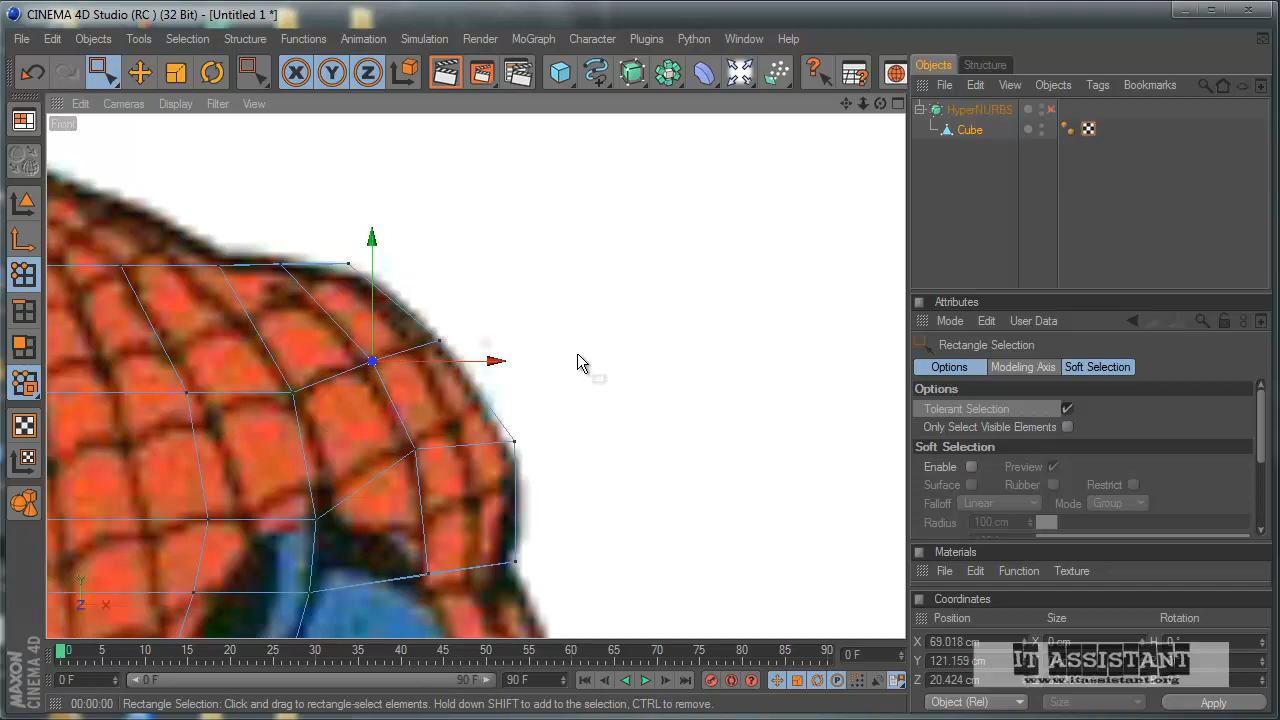 CINEMA 4D Studio (RC ) (32 Bit) - [Untitled 1 *]
File Edit Objects Tools Selection Structure Functions Animation Simulation Render MoGraph Character Plugins Python Window Help
Edit Cameras Display Filter View
Front
Objects Structure
File Edit View Objects Tags Bookmarks
HyperNURBS
Cube
Attributes
Mode Edit User Data
Rectangle Selection
Options Modeling Axis Soft Selection
Options
Tolerant Selection
Only Select Visible Elements
Soft Selection
Enable Preview
Surface Rubber Restrict
Falloff Linear Mode Group
Radius 100 cm
Materials
File Edit Function Texture
Coordinates
Position Size Rotation
X 69.018 cm X 0 cm H 0 °
Y 121.159 cm
Z 20.424 cm
IT ASSISTANT
www.itassistant.org
Object (Rel) Size Apply
0 5 10 15 20 25 30 35 40 45 50 55 60 65 70 75 80 85 90 0 F
0 F 0 F 90 F 90 F
00:00:00 Rectangle Selection: Click and drag to rectangle-select elements. Hold down SHIFT to add to the selection, CTRL to remove.
MAXON
CINEMA 4D
Y
Z X
X Y Z